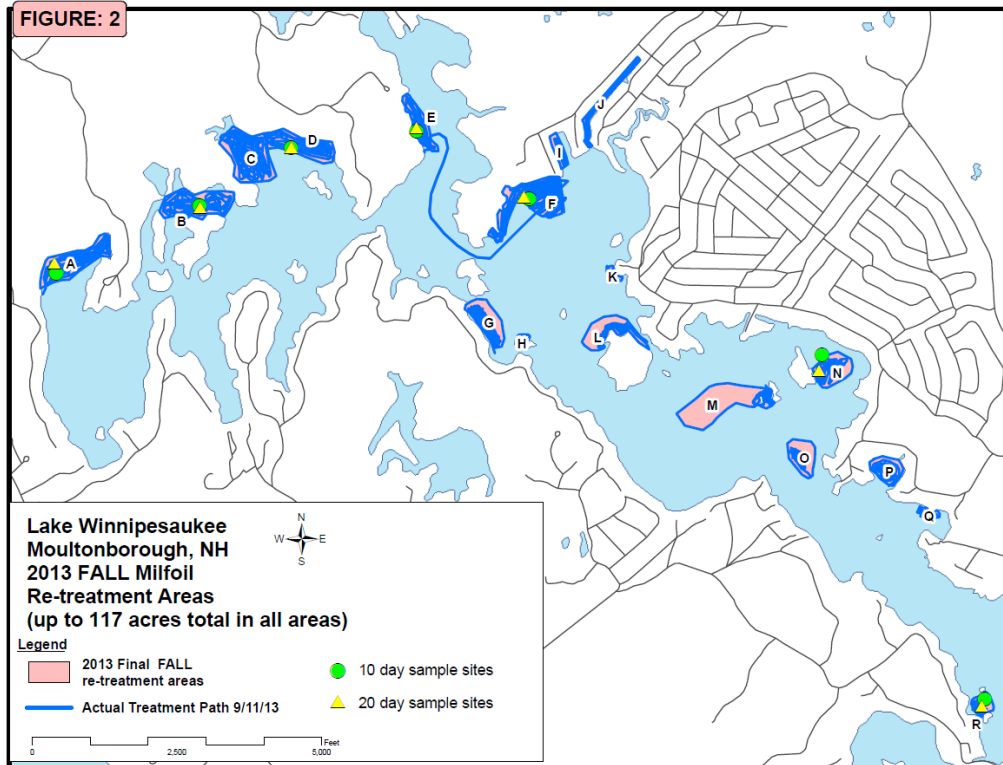 FIGURE: 2
J
E
D
I
C
F
B
A
K
G
L
H
N
M
O
P
Q
R
Lake Winnipesaukee
Moultonborough, NH
2013 FALL Milfoil
Re-treatment Areas
(up to 117 acres total in all areas)
N
W E
S
Legend
2013 Final FALL
re-treatment areas
10 day sample sites
Actual Treatment Path 9/11/13
20 day sample sites
Feet
0 2,500 5,000